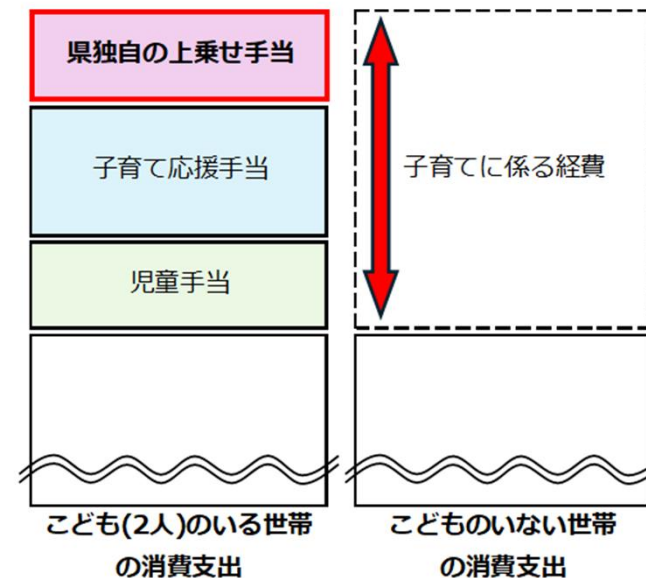 県独自の上乗せ手当
子育て応援手当
児童手当
子育てに係る経費
こども(2人)のいる世帯
の消費支出
こどものいない世帯
の消費支出